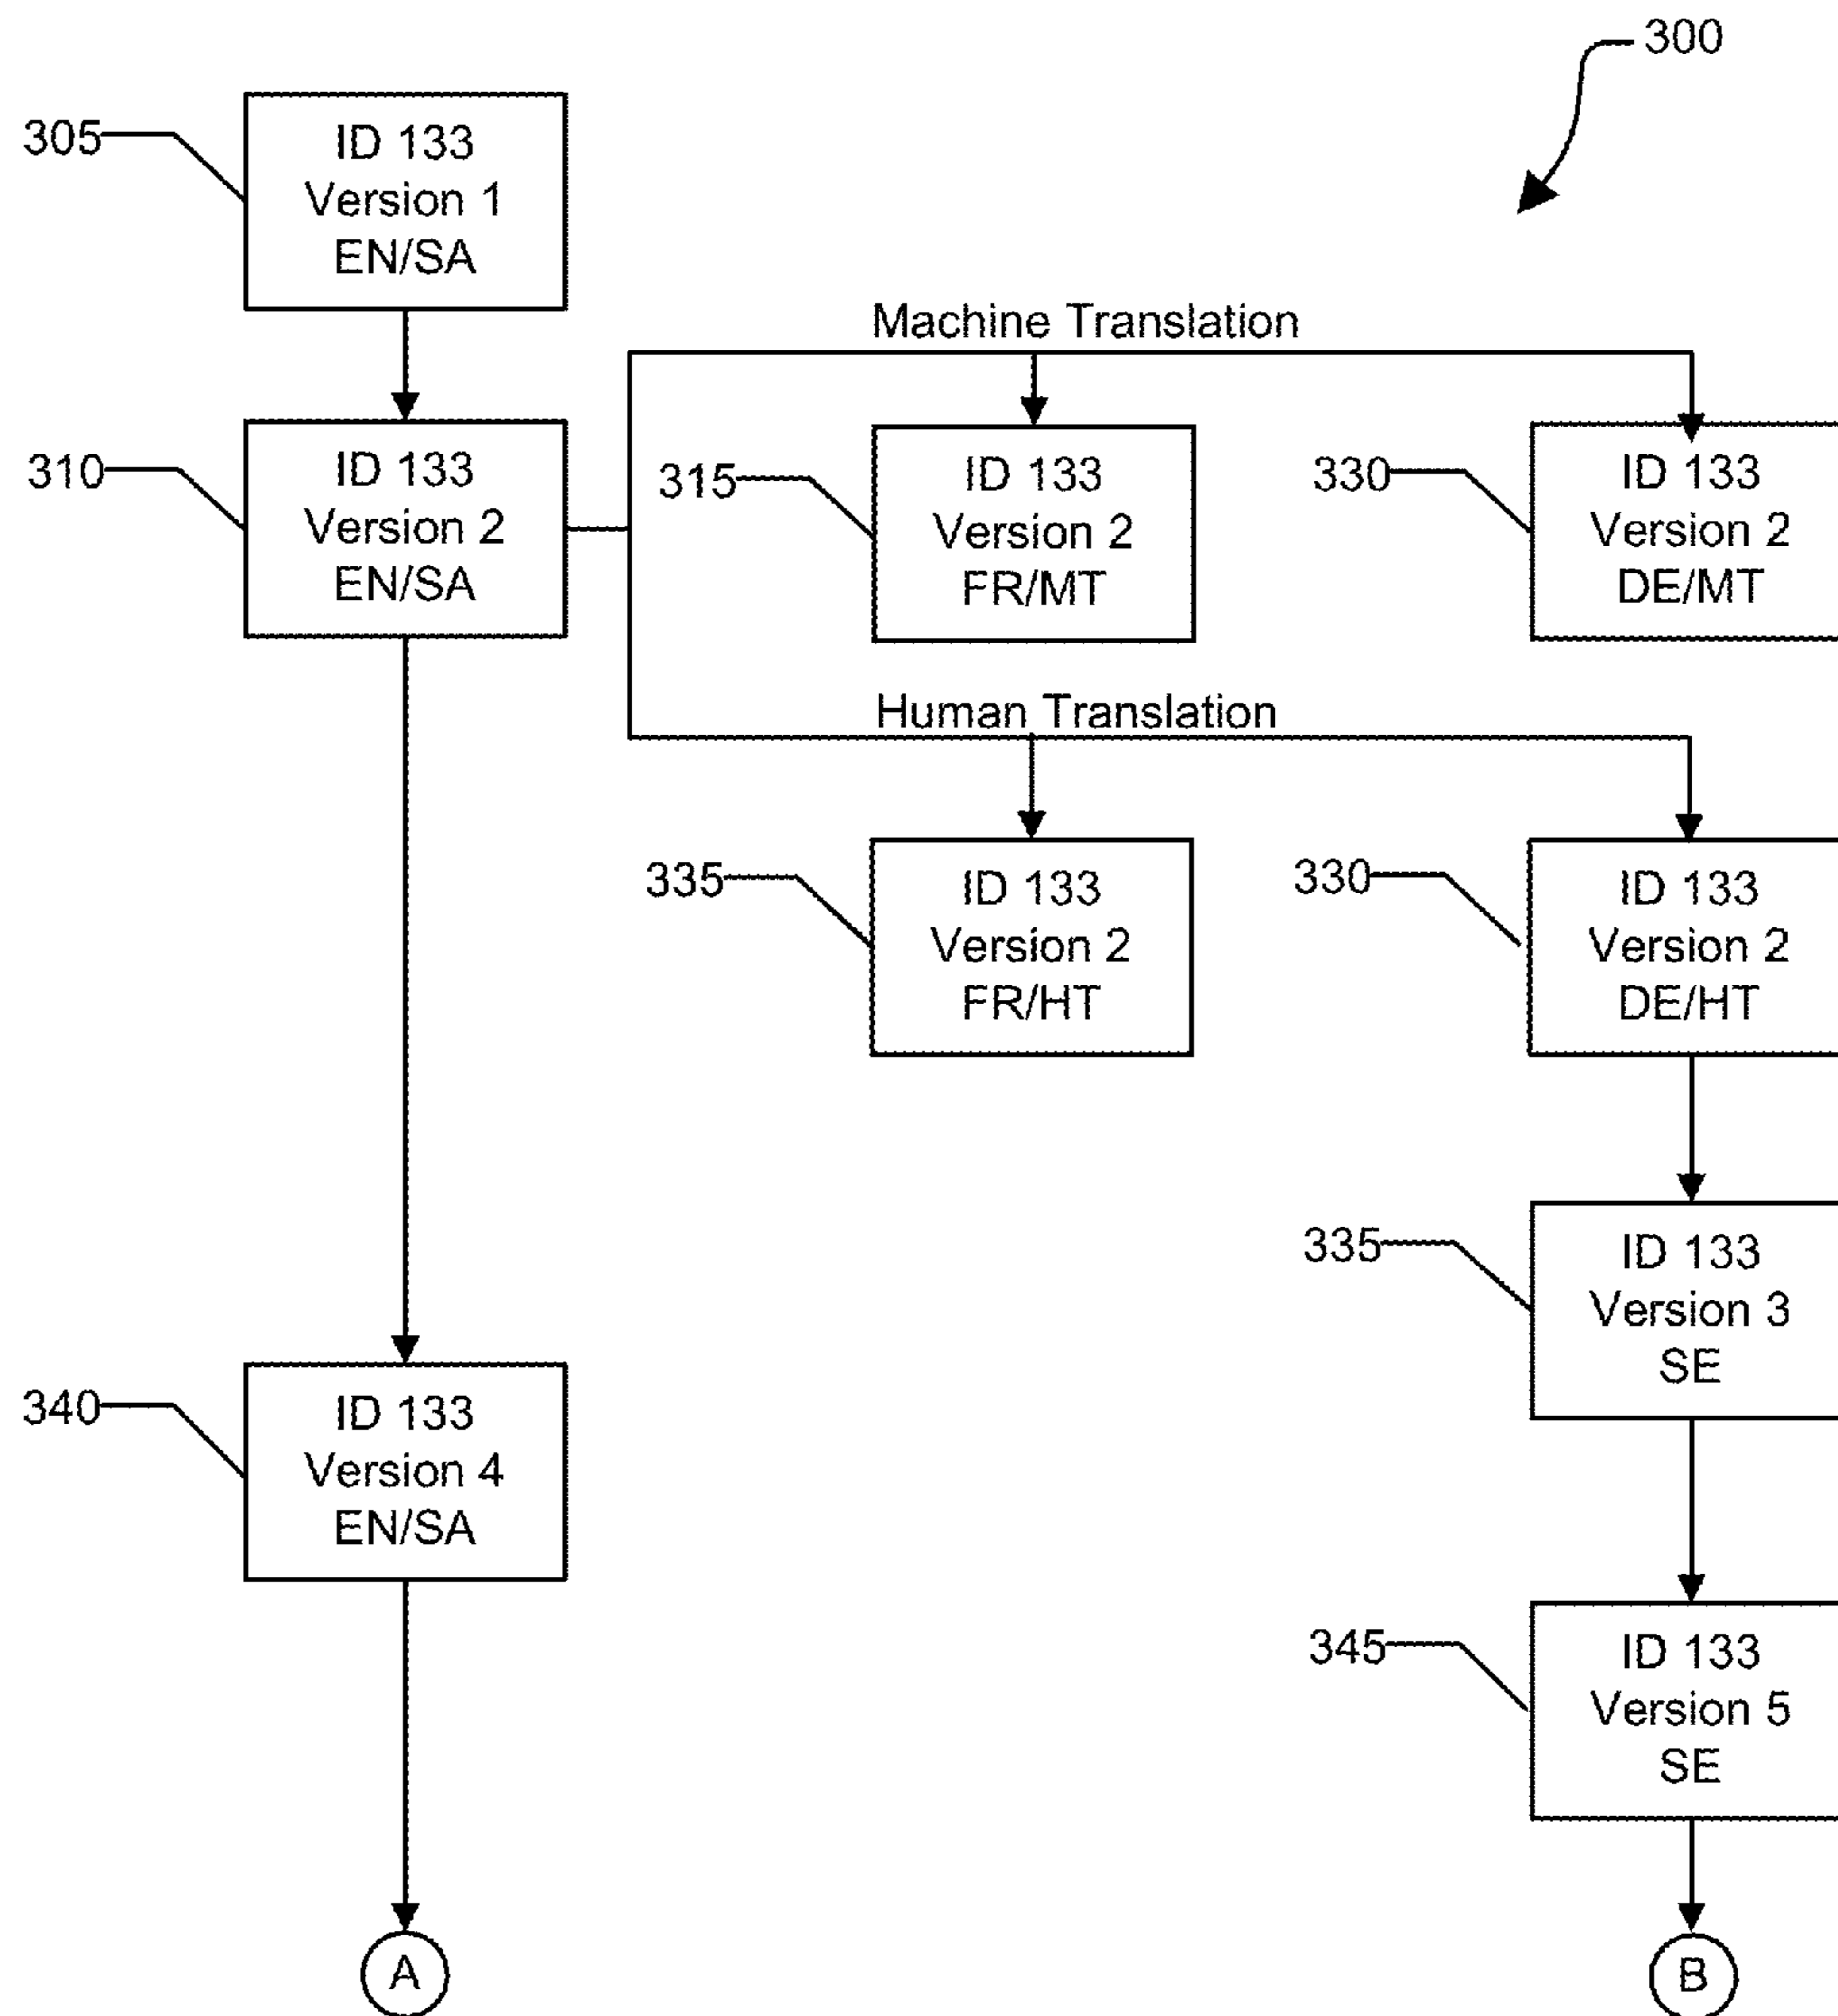 300
305
ID 133
Version 1
EN/SA
Machine Translation
310
ID 133
Version 2
EN/SA
315
ID 133
Version 2
FR/MT
330
ID 133
Version 2
DE/MT
Human Translation
335
ID 133
Version 2
FR/HT
330
ID 133
Version 2
DE/HT
335
ID 133
Version 3
SE
340
ID 133
Version 4
EN/SA
345
ID 133
Version 5
SE
A
B